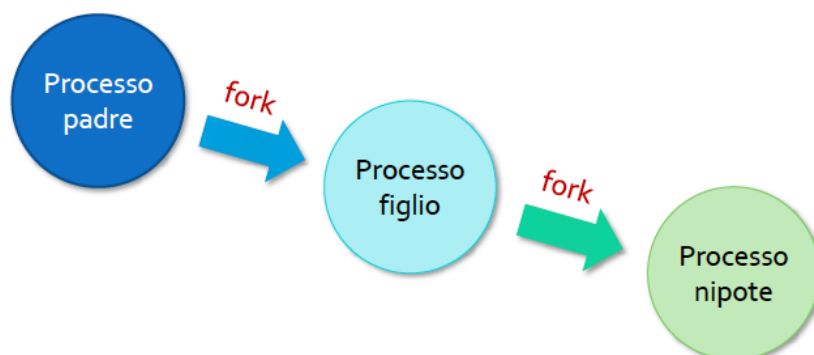 Processo
padre
fork
Processo
figlio
fork
Processo
nipote